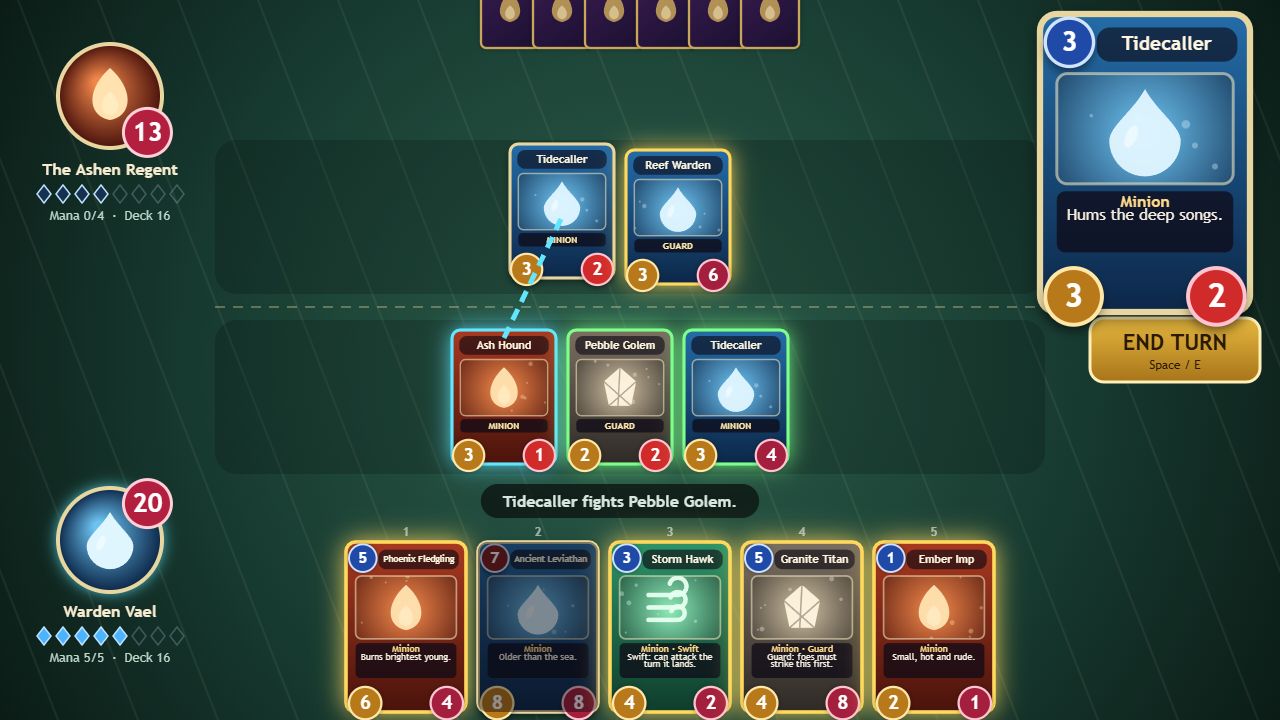 13
The Ashen Regent
Mana 0/4 · Deck 16
Tidecaller
MINION
3
2
Reef Warden
GUARD
3
6
3
Tidecaller
Minion
Hums the deep songs.
3
2
END TURN
Space / E
Ash Hound
MINION
3
1
Pebble Golem
GUARD
2
2
Tidecaller
MINION
3
4
Tidecaller fights Pebble Golem.
20
Warden Vael
Mana 5/5 · Deck 16
1
5
Phoenix Fledgling
Minion
Burns brightest young.
6
4
2
7
Ancient Leviathan
Minion
Older than the sea.
8
8
3
3
Storm Hawk
Minion · Swift
Swift: can attack the
turn it lands.
4
2
4
5
Granite Titan
Minion · Guard
Guard: foes must
strike this first.
4
8
5
1
Ember Imp
Minion
Small, hot and rude.
2
1